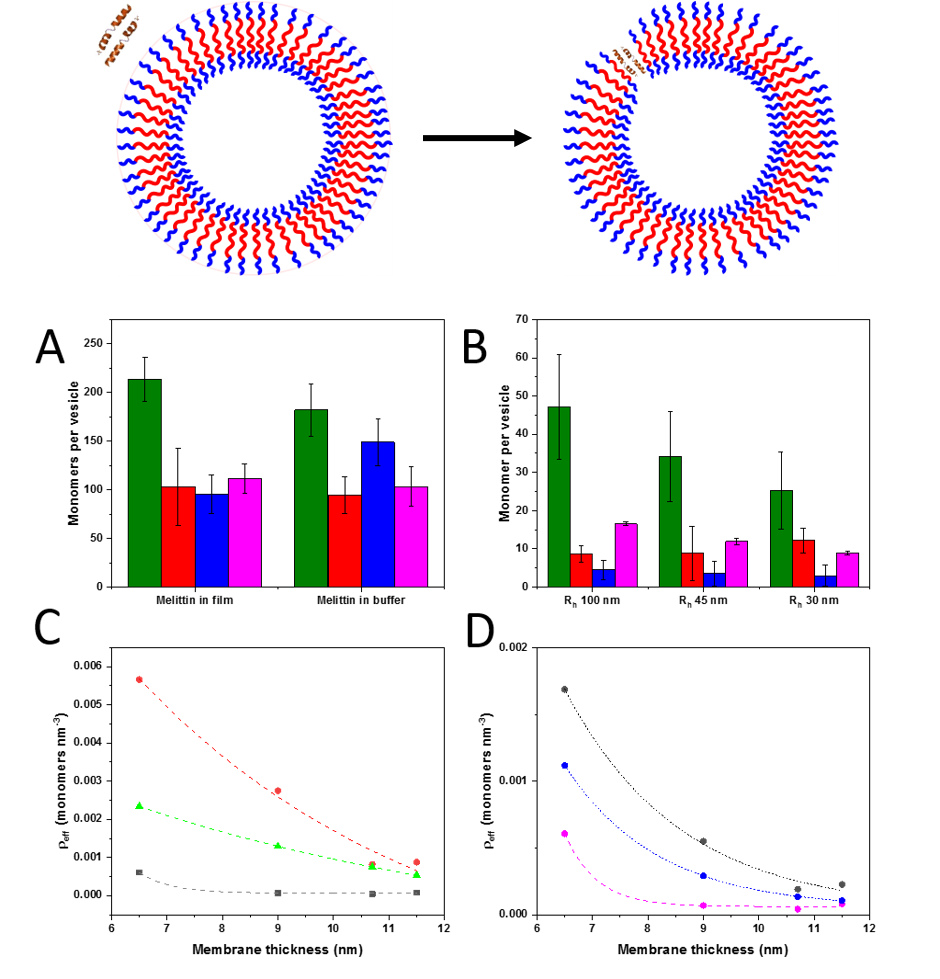 A
B
250
200
150
100
50
0
Monomers per vesicle
Melittin in film
Melittin in buffer
70
60
50
40
30
20
10
0
Monomer per vesicle
Rₕ 100 nm
Rₕ 45 nm
Rₕ 30 nm
C
D
0.006
0.005
0.004
0.003
0.002
0.001
0.000
ρeff (monomers nm⁻³)
6
7
8
9
10
11
12
Membrane thickness (nm)
0.002
0.001
0.000
ρeff (monomers nm⁻³)
6
7
8
9
10
11
12
Membrane thickness (nm)